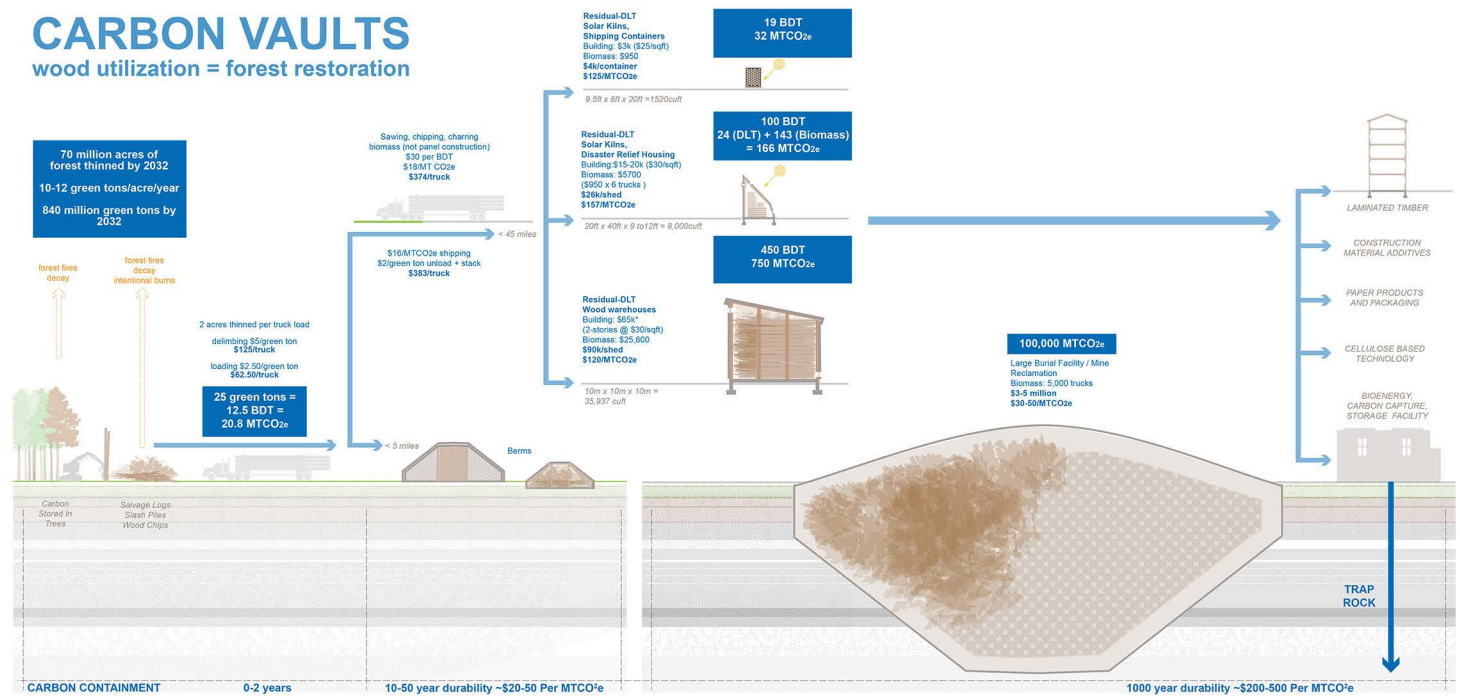 CARBON VAULTS
wood utilization = forest restoration
70 million acres of
forest thinned by 2032
10-12 green tons/acre/year
840 million green tons by
2032
forest fires
decay
forest fires
decay
intentional burns
2 acres thinned per truck load
delimbing $5/green ton
$125/truck
loading $2.50/green ton
$62.50/truck
25 green tons =
12.5 BDT =
20.8 MTCO2e
Carbon
Stored In
Trees
Salvage Logs
Slash Piles
Wood Chips
Sawing, chipping, charring
biomass (not panel construction)
$30 per BDT
$18/MT CO2e
$374/truck
< 45 miles
$16/MTCO2e shipping
$2/green ton unload + stack
$383/truck
< 5 miles
Berms
Residual-DLT
Solar Kilns,
Shipping Containers
Building: $3k ($25/sqft)
Biomass: $950
$4k/container
$125/MTCO2e
9.5ft x 8ft x 20ft =1520cuft
19 BDT
32 MTCO2e
Residual-DLT
Solar Kilns,
Disaster Relief Housing
Building:$15-20k ($30/sqft)
Biomass: $5700
($950 x 6 trucks )
$26k/shed
$157/MTCO2e
20ft x 40ft x 9 to12ft = 8,000cuft
100 BDT
24 (DLT) + 143 (Biomass)
= 166 MTCO2e
450 BDT
750 MTCO2e
Residual-DLT
Wood warehouses
Building: $65k*
(2-stories @ $30/sqft)
Biomass: $25,600
$90k/shed
$120/MTCO2e
10m x 10m x 10m =
35,937 cuft
100,000 MTCO2e
Large Burial Facility / Mine
Reclamation
Biomass: 5,000 trucks
$3-5 million
$30-50/MTCO2e
LAMINATED TIMBER
CONSTRUCTION
MATERIAL ADDITIVES
PAPER PRODUCTS
AND PACKAGING
CELLULOSE BASED
TECHNOLOGY
BIOENERGY,
CARBON CAPTURE,
STORAGE FACILITY
TRAP
ROCK
CARBON CONTAINMENT
0-2 years
10-50 year durability ~$20-50 Per MTCO²e
1000 year durability ~$200-500 Per MTCO²e